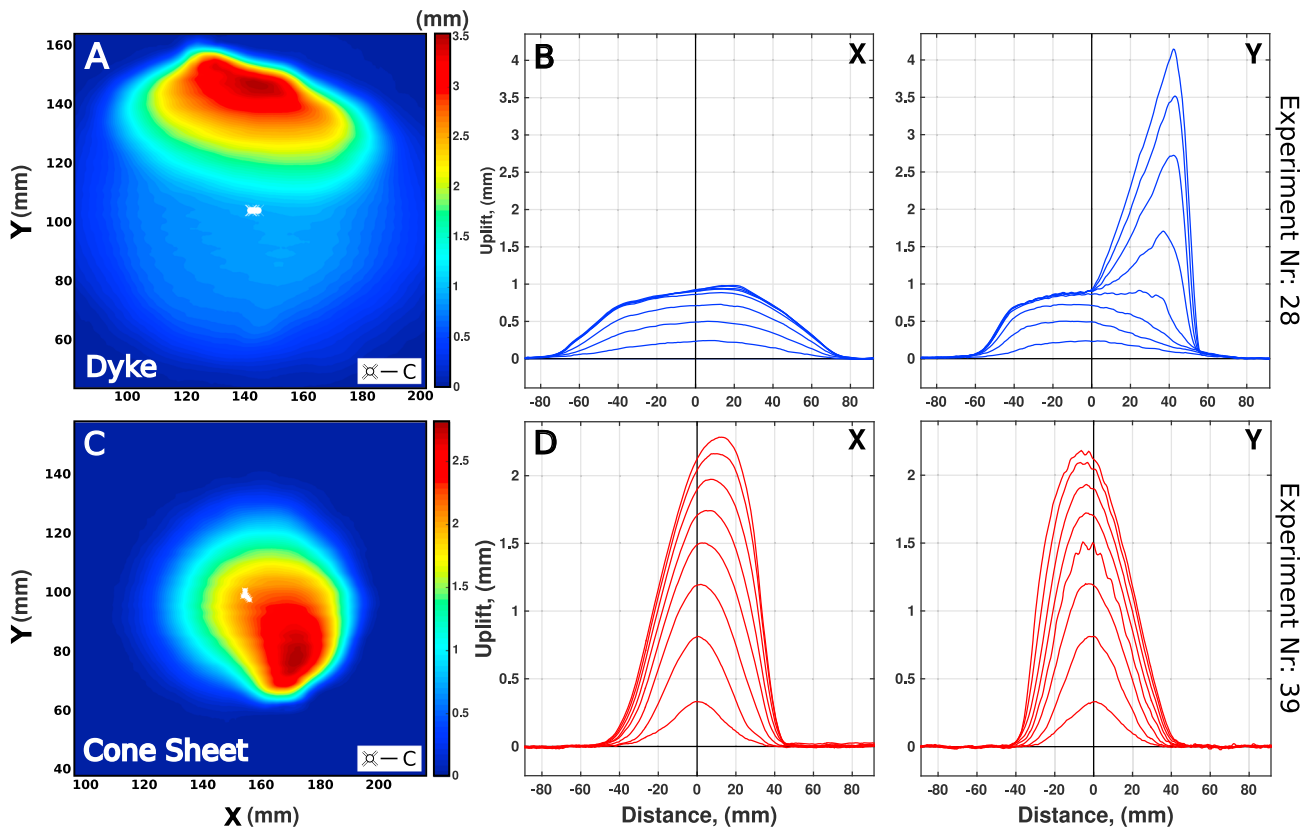 (mm)
A
160
140
120
100
80
60
Y (mm)
Dyke
C
100 120 140 160 180 200
3.5
3
2.5
2
1.5
1
0.5
0
B
X
4
3.5
3
2.5
2
1.5
1
0.5
0
Uplift, (mm)
-80 -60 -40 -20 0 20 40 60 80
Y
4
3.5
3
2.5
2
1.5
1
0.5
0
-80 -60 -40 -20 0 20 40 60 80
Experiment Nr: 28
C
140
120
100
80
60
40
Y (mm)
Cone Sheet
C
100 120 140 160 180 200
X (mm)
2.5
2
1.5
1
0.5
0
D
X
2
1.5
1
0.5
0
Uplift, (mm)
-80 -60 -40 -20 0 20 40 60 80
Distance, (mm)
Y
2
1.5
1
0.5
0
-80 -60 -40 -20 0 20 40 60 80
Distance, (mm)
Experiment Nr: 39